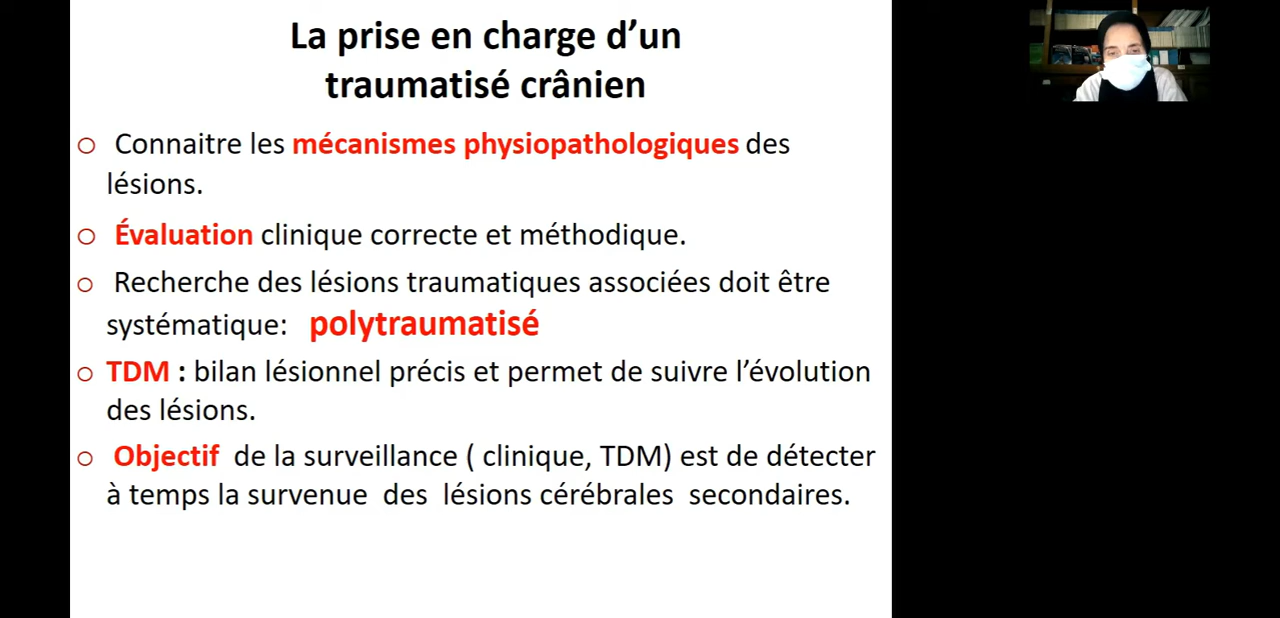 La prise en charge d’un
traumatisé crânien
Connaitre les mécanismes physiopathologiques des
lésions.
Évaluation clinique correcte et méthodique.
Recherche des lésions traumatiques associées doit être
systématique: polytraumatisé
TDM : bilan lésionnel précis et permet de suivre l’évolution
des lésions.
Objectif de la surveillance ( clinique, TDM) est de détecter
à temps la survenue des lésions cérébrales secondaires.